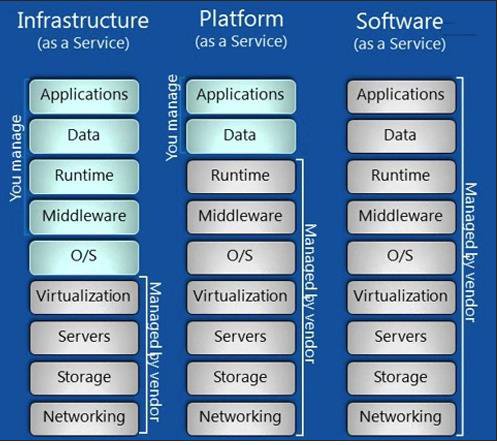 Infrastructure
(as a Service)
Platform
(as a Service)
Software
(as a Service)
You manage
Applications
Data
Runtime
Middleware
O/S
Virtualization
Servers
Storage
Networking
Managed by vendor
You manage
Applications
Data
Runtime
Middleware
O/S
Virtualization
Servers
Storage
Networking
Managed by vendor
Applications
Data
Runtime
Middleware
O/S
Virtualization
Servers
Storage
Networking
Managed by vendor